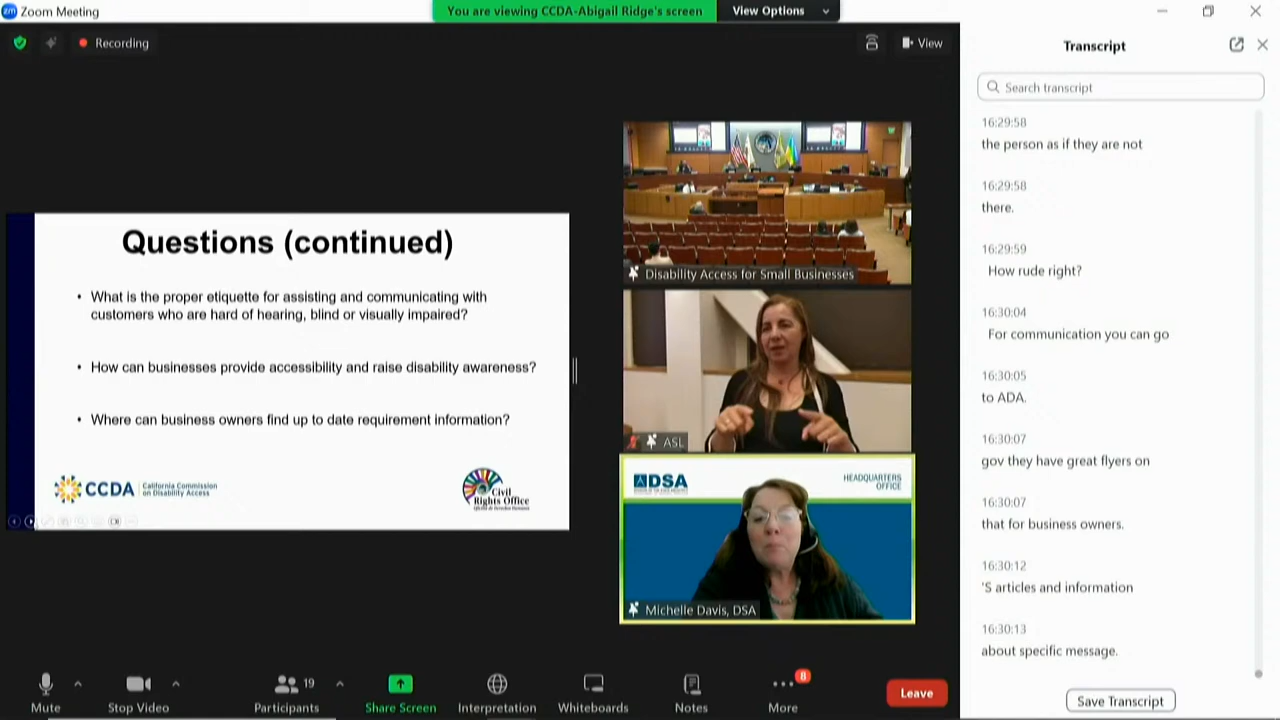 zm Zoom Meeting
You are viewing CCDA-Abigail Ridge's screen
View Options
Recording
View
Transcript
Search transcript
16:29:58
the person as if they are not
16:29:58
there.
16:29:59
How rude right?
16:30:04
For communication you can go
16:30:05
to ADA.
16:30:07
gov they have great flyers on
16:30:07
that for business owners.
16:30:12
'S articles and information
16:30:13
about specific message.
Save Transcript
Questions (continued)
• What is the proper etiquette for assisting and communicating with
customers who are hard of hearing, blind or visually impaired?
• How can businesses provide accessibility and raise disability awareness?
• Where can business owners find up to date requirement information?
CCDA
California Commission
on Disability Access
Civil
Rights Office
Disability Access for Small Businesses
ASL
DSA
HEADQUARTERS
OFFICE
Michelle Davis, DSA
Mute
Stop Video
19
Participants
Share Screen
Interpretation
Whiteboards
Notes
8
More
Leave